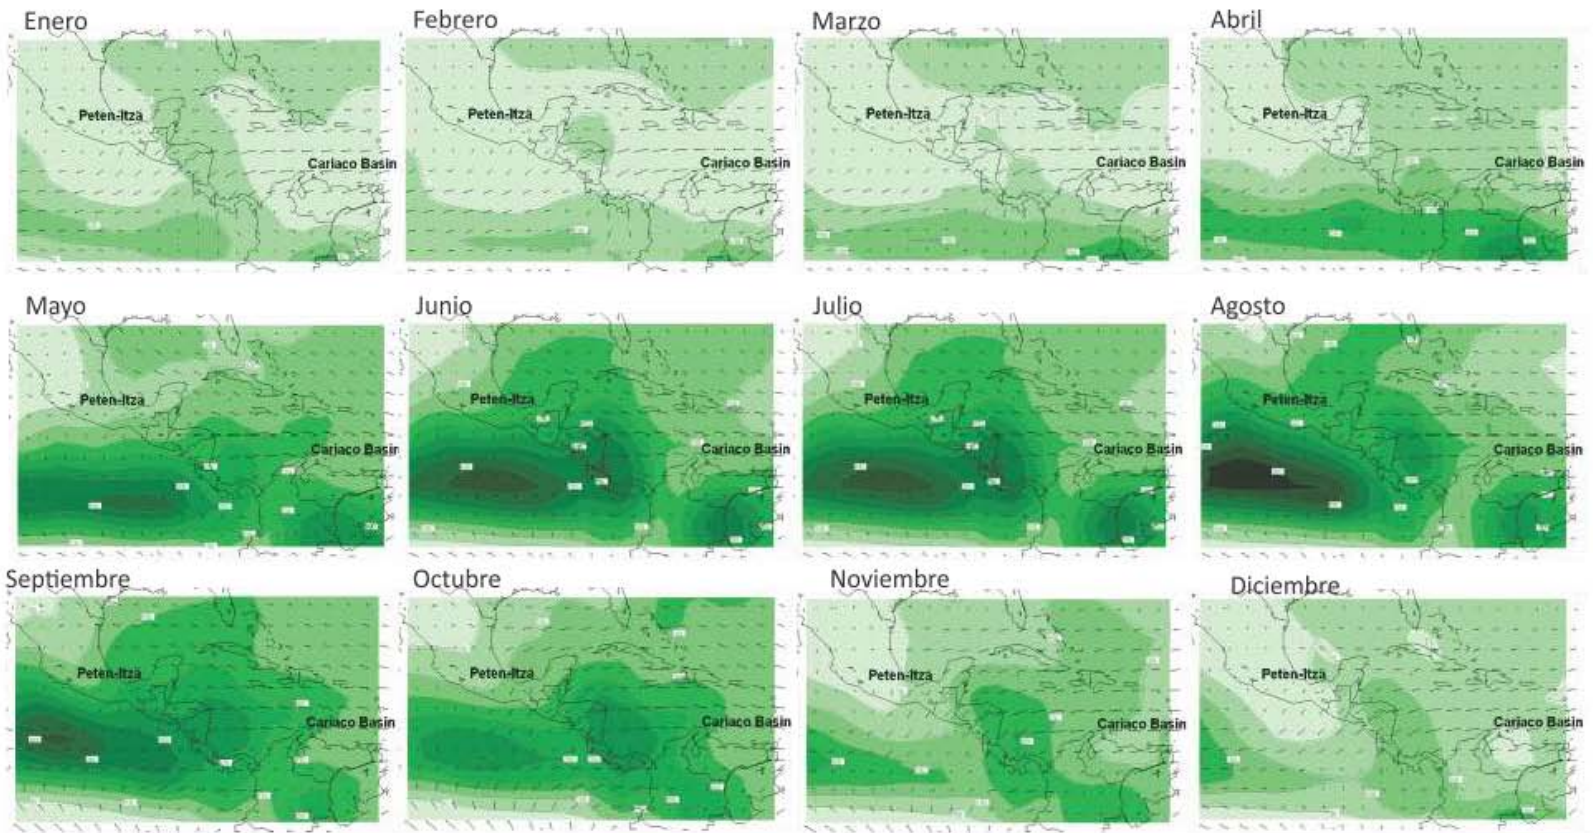 Enero
Febrero
Marzo
Abril
Peten-Itza
Peten-Itza
Peten-Itza
Peten-Itza
Cariaco Basin
Cariaco Basin
Cariaco Basin
Cariaco Basin
Mayo
Junio
Julio
Agosto
Peten-Itza
Peten-Itza
Peten-Itza
Peten-Itza
Cariaco Basin
Cariaco Basin
Cariaco Basin
Cariaco Basin
Septiembre
Octubre
Noviembre
Diciembre
Peten-Itza
Peten-Itza
Peten-Itza
Peten-Itza
Cariaco Basin
Cariaco Basin
Cariaco Basin
Cariaco Basin